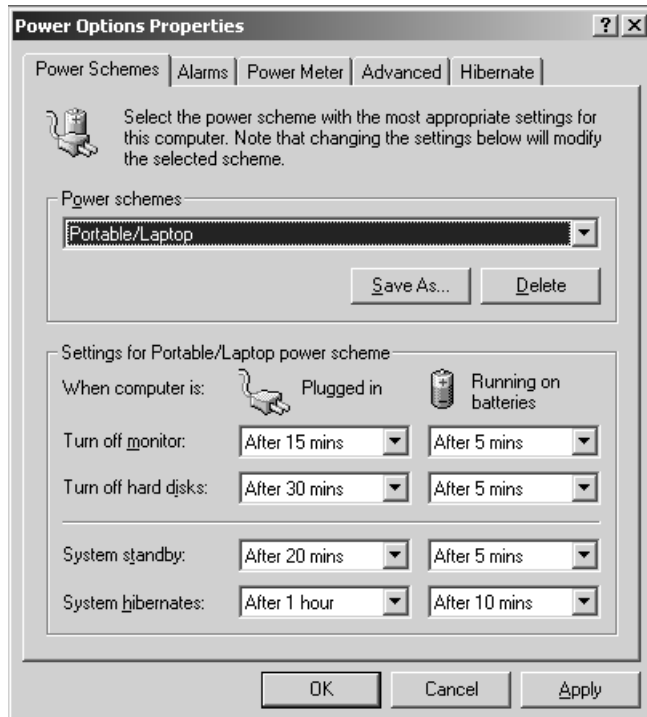 Power Options Properties
Power Schemes Alarms Power Meter Advanced Hibernate
Select the power scheme with the most appropriate settings for
this computer. Note that changing the settings below will modify
the selected scheme.
Power schemes
Portable/Laptop
Save As... Delete
Settings for Portable/Laptop power scheme
When computer is: Plugged in Running on
batteries
Turn off monitor: After 15 mins After 5 mins
Turn off hard disks: After 30 mins After 5 mins
System standby: After 20 mins After 5 mins
System hibernates: After 1 hour After 10 mins
OK Cancel Apply